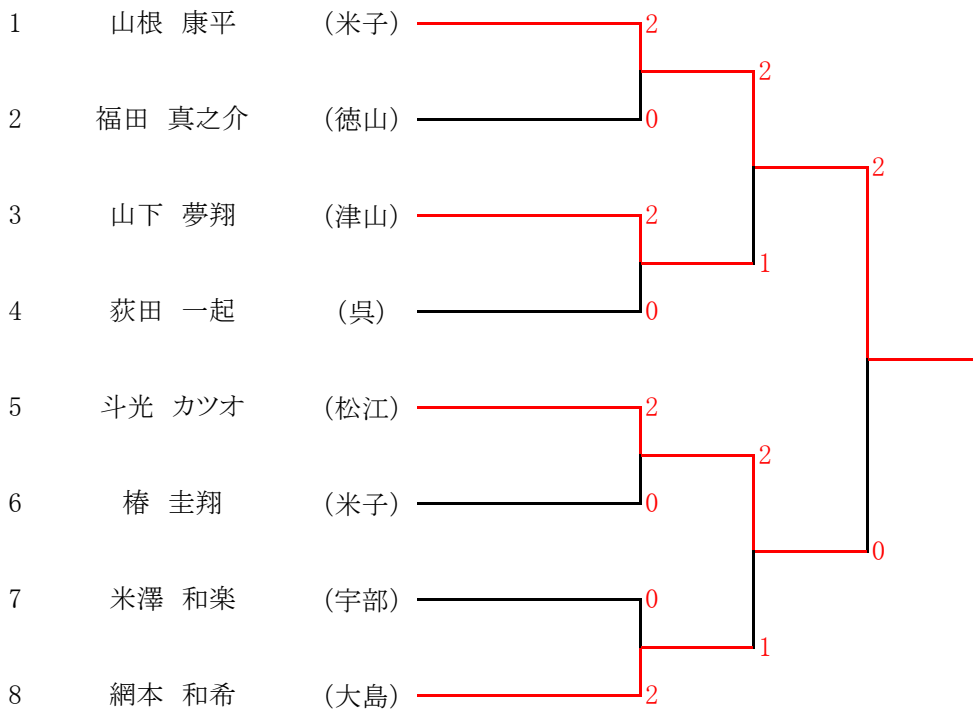 1 山根 康平 (米子) 2
2
2 福田 真之介 (徳山) 0
2
3 山下 夢翔 (津山) 2
1
4 荻田 一起 (呉) 0
5 斗光 カツオ (松江) 2
2
6 椿 圭翔 (米子) 0
0
7 米澤 和楽 (宇部) 0
1
8 網本 和希 (大島) 2